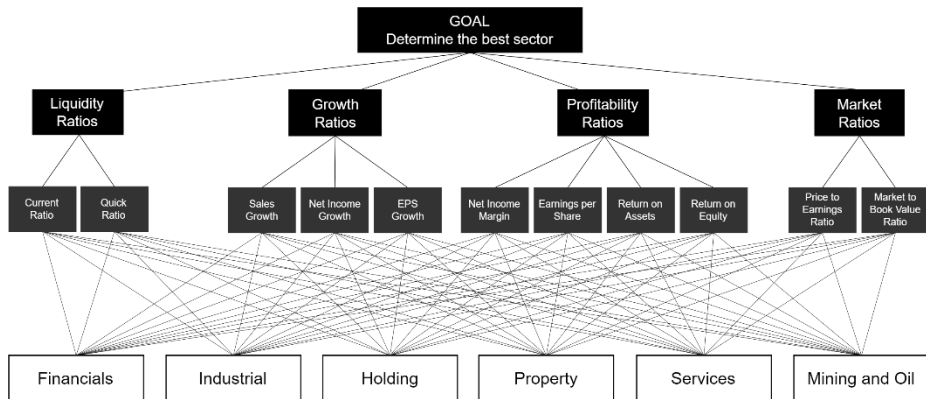 GOAL
Determine the best sector
Liquidity
Ratios
Growth
Ratios
Profitability
Ratios
Market
Ratios
Current
Ratio
Quick
Ratio
Sales
Growth
Net Income
Growth
EPS
Growth
Net Income
Margin
Earnings per
Share
Return on
Assets
Return on
Equity
Price to
Earnings
Ratio
Market to
Book Value
Ratio
Financials
Industrial
Holding
Property
Services
Mining and Oil